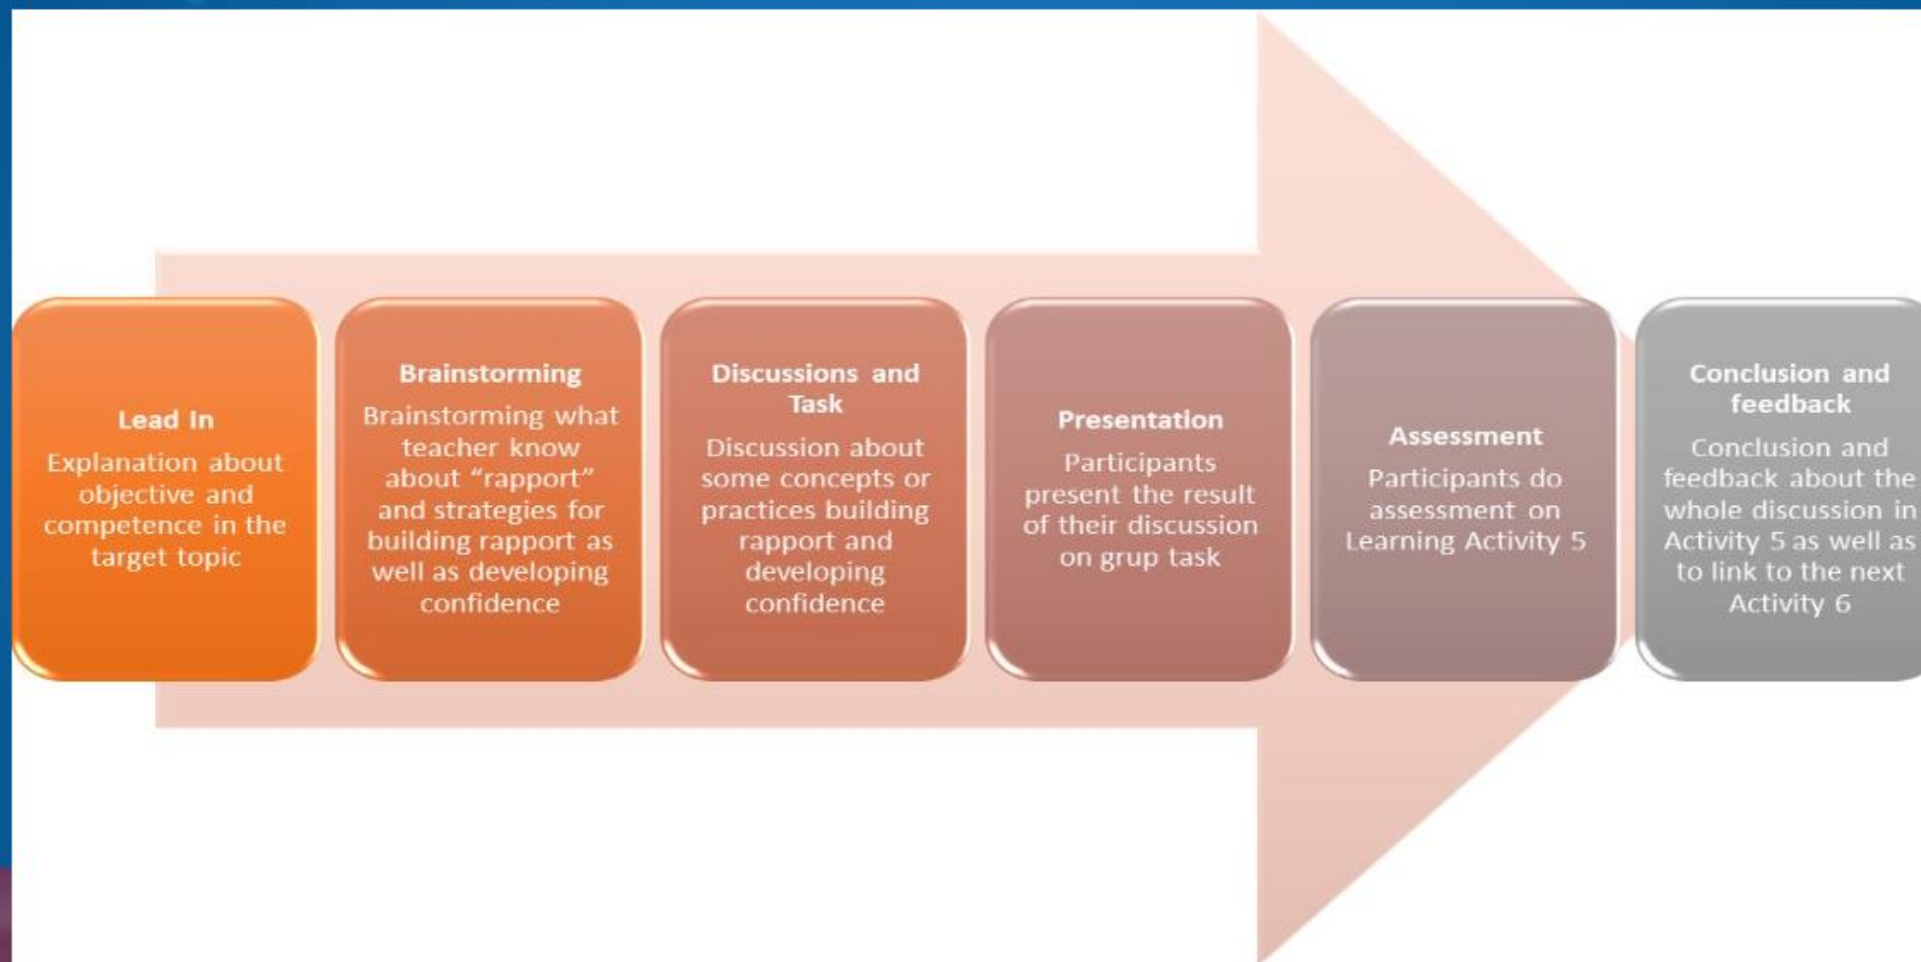 Lead In
Explanation about
objective and
competence in the
target topic
Brainstorming
Brainstorming what
teacher know
about “rapport”
and strategies for
building rapport as
well as developing
confidence
Discussions and
Task
Discussion about
some concepts or
practices building
rapport and
developing
confidence
Presentation
Participants
present the result
of their discussion
on grup task
Assessment
Participants do
assessment on
Learning Activity 5
Conclusion and
feedback
Conclusion and
feedback about the
whole discussion in
Activity 5 as well as
to link to the next
Activity 6